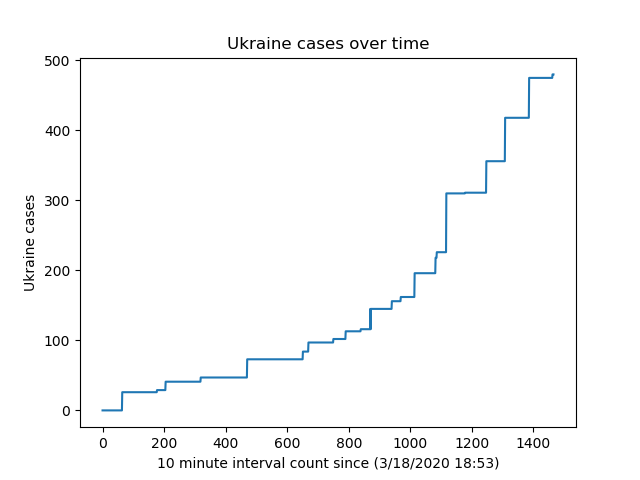 Ukraine cases over time
Ukraine cases
500
400
300
200
100
0
0 200 400 600 800 1000 1200 1400
10 minute interval count since (3/18/2020 18:53)